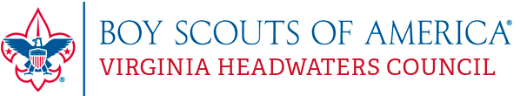 BOY SCOUTS OF AMERICA®
VIRGINIA HEADWATERS COUNCIL